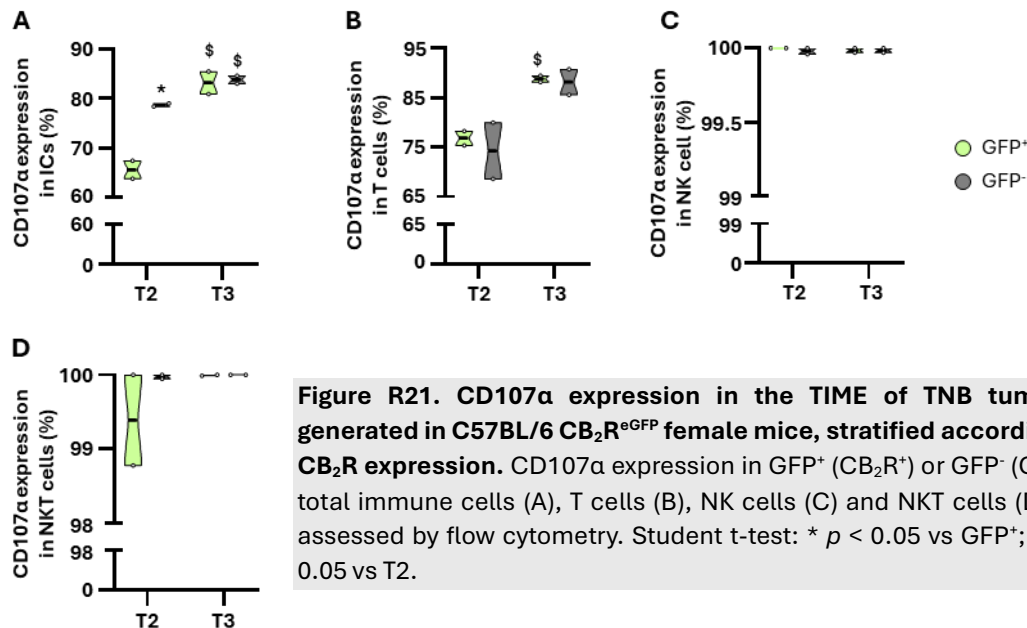 A
CD107α expression
in ICs (%)
90
80
70
60
60
0
$
$
*
T2
T3
B
CD107α expression
in T cells (%)
95
85
75
65
65
0
$
T2
T3
C
CD107α expression
in NK cell (%)
100
99.5
99
99
0
T2
T3
GFP⁺
GFP⁻
D
CD107α expression
in NKT cells (%)
100
99
98
98
0
T2
T3
Figure R21. CD107α expression in the TIME of TNB
generated in C57BL/6 CB₂Rᵉᴳᶠᴾ female mice, stratified
CB₂R expression. CD107α expression in GFP⁺ (CB₂R⁺) or GFP⁻
total immune cells (A), T cells (B), NK cells (C) and NKT cells
assessed by flow cytometry. Student t-test: * p < 0.05 vs GFP⁺;
0.05 vs T2.